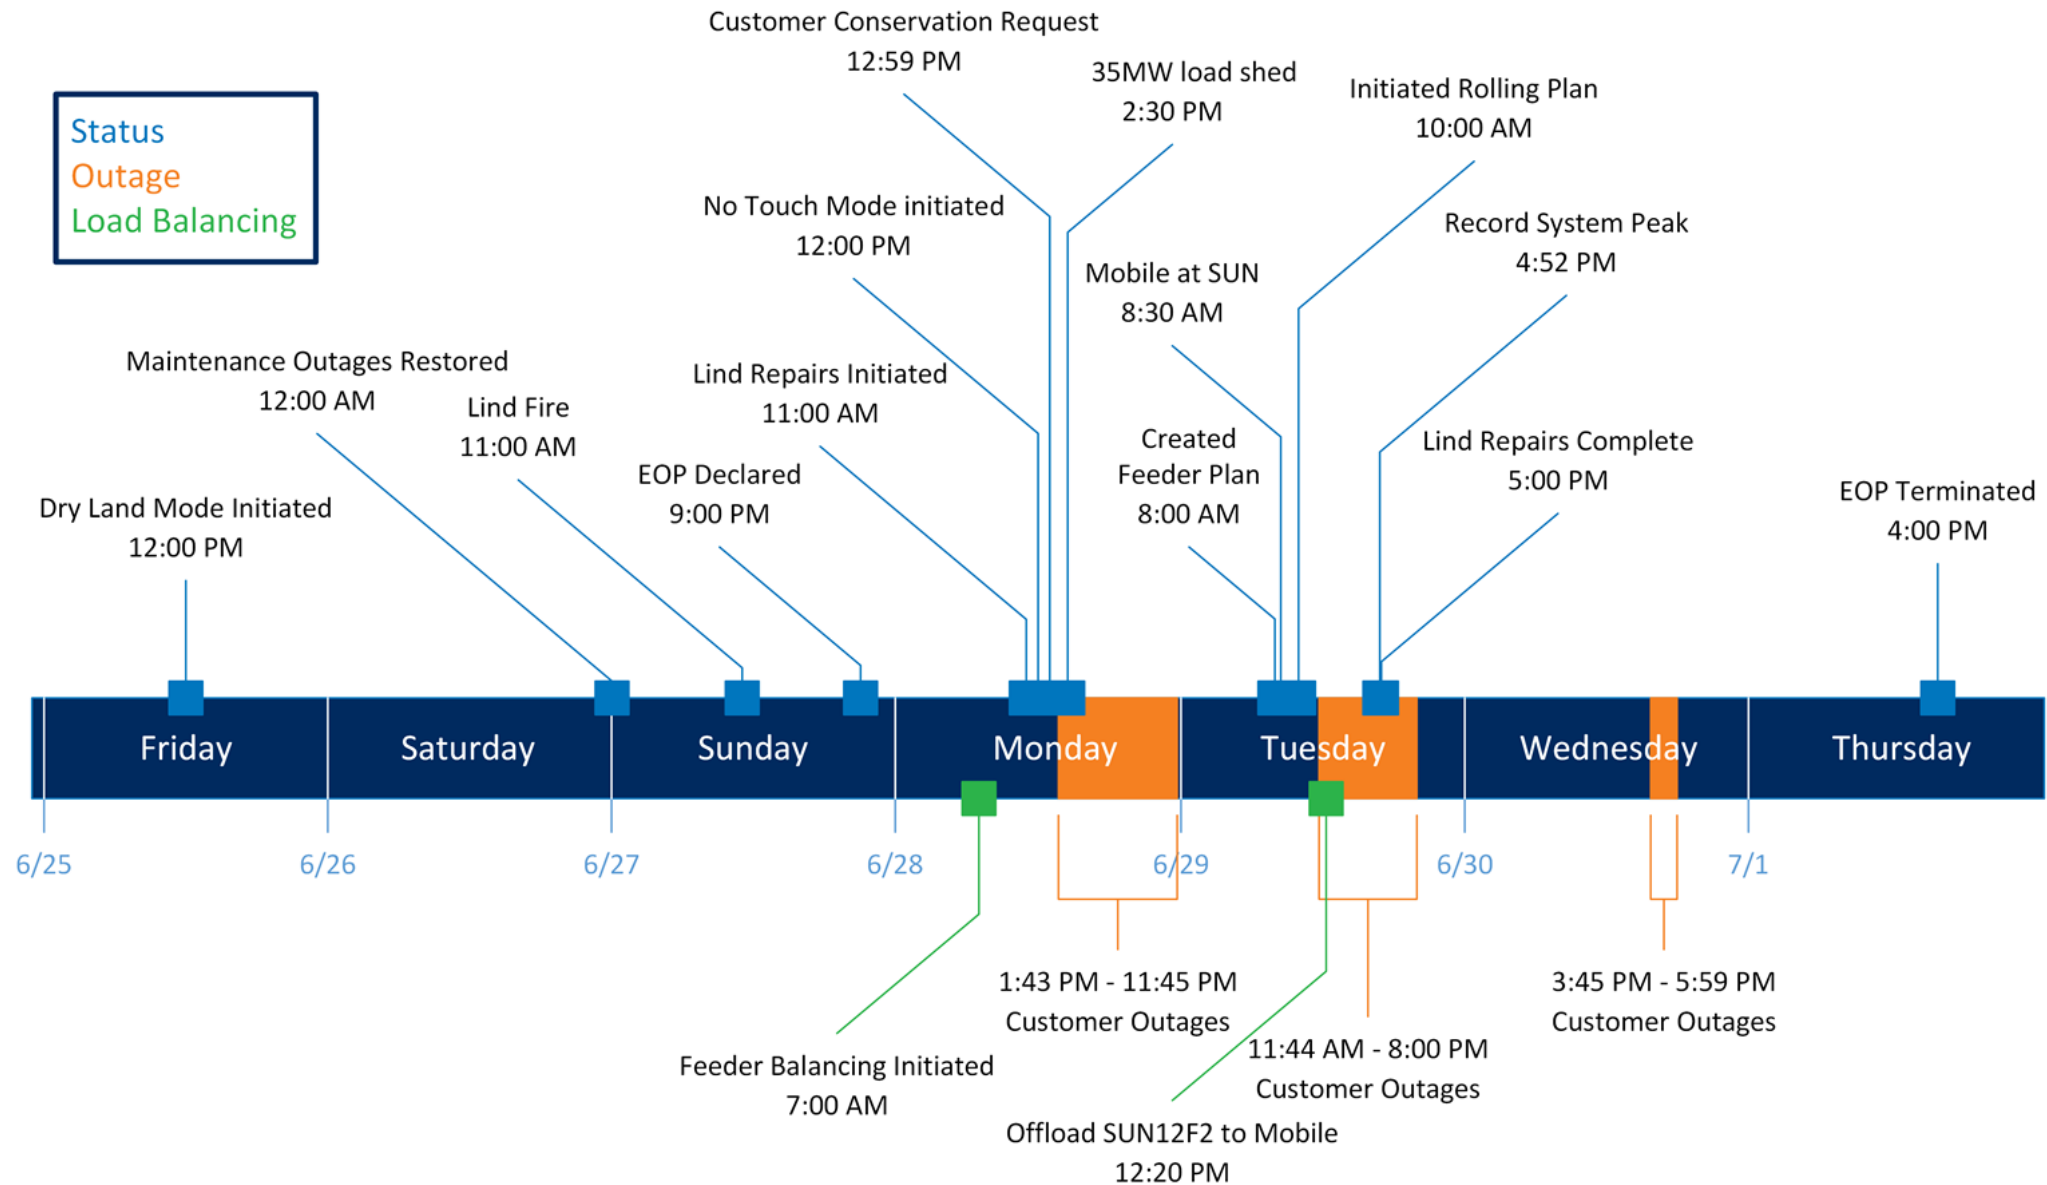 Customer Conservation Request
12:59 PM
35MW load shed
2:30 PM
Initiated Rolling Plan
10:00 AM
Status
Outage
Load Balancing
No Touch Mode initiated
12:00 PM
Record System Peak
4:52 PM
Mobile at SUN
8:30 AM
Maintenance Outages Restored
12:00 AM
Lind Fire
11:00 AM
Lind Repairs Initiated
11:00 AM
Created
Feeder Plan
8:00 AM
Lind Repairs Complete
5:00 PM
EOP Declared
9:00 PM
EOP Terminated
4:00 PM
Dry Land Mode Initiated
12:00 PM
Friday
Saturday
Sunday
Monday
Tuesday
Wednesday
Thursday
6/25
6/26
6/27
6/28
6/29
6/30
7/1
1:43 PM - 11:45 PM
Customer Outages
3:45 PM - 5:59 PM
Customer Outages
11:44 AM - 8:00 PM
Customer Outages
Feeder Balancing Initiated
7:00 AM
Offload SUN12F2 to Mobile
12:20 PM